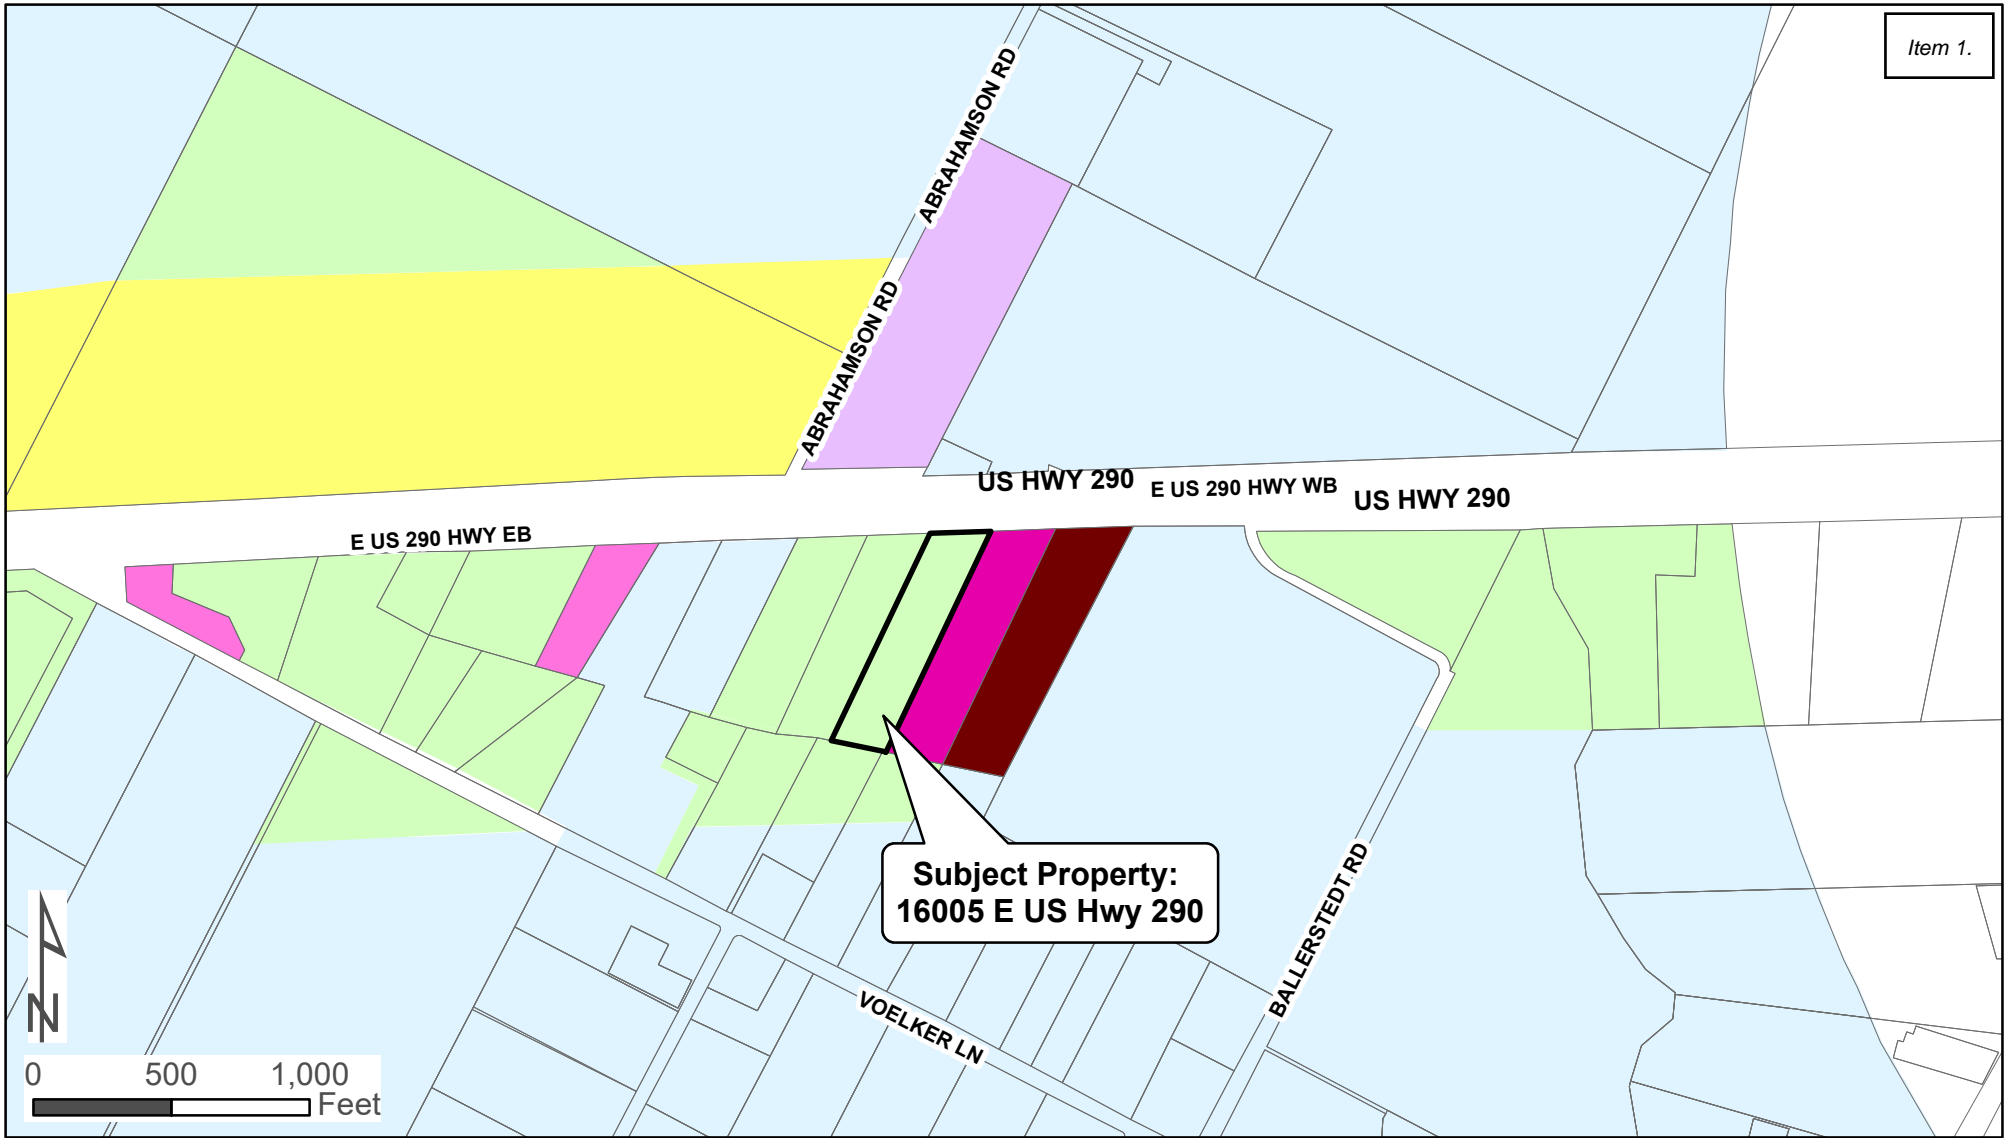 Item 1.
ABRAHAMSON RD
ABRAHAMSON RD
US HWY 290
E US 290 HWY WB
US HWY 290
E US 290 HWY EB
Subject Property:
16005 E US Hwy 290
BALLERSTEDT RD
VOELKER LN
N
0 500 1,000
Feet